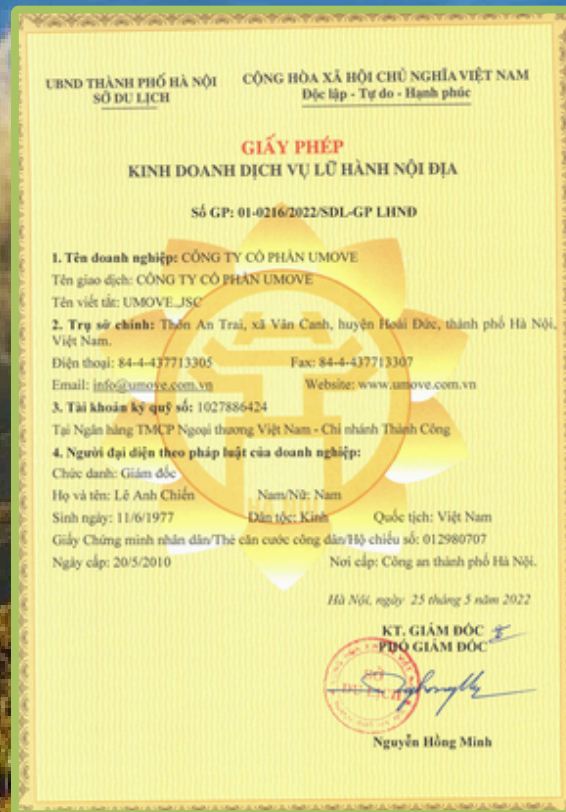 UBND THÀNH PHỐ HÀ NỘI
SỞ DU LỊCH
CỘNG HÒA XÃ HỘI CHỦ NGHĨA VIỆT NAM
Độc lập - Tự do - Hạnh phúc
GIẤY PHÉP
KINH DOANH DỊCH VỤ LỮ HÀNH NỘI ĐỊA
Số GP: 01-0216/2022/SDL-GP LHNĐ
1. Tên doanh nghiệp: CÔNG TY CỔ PHẦN UMOVE
Tên giao dịch: CÔNG TY CỔ PHẦN UMOVE
Tên viết tắt: UMOVE.,JSC
2. Trụ sở chính: Thôn An Trai, xã Vân Canh, huyện Hoài Đức, thành phố Hà Nội,
Việt Nam.
Điện thoại: 84-4-437713305 Fax: 84-4-437713307
Email: info@umove.com.vn Website: www.umove.com.vn
3. Tài khoản ký quỹ số: 1027886424
Tại Ngân hàng TMCP Ngoại thương Việt Nam - Chi nhánh Thành Công
4. Người đại diện theo pháp luật của doanh nghiệp:
Chức danh: Giám đốc
Họ và tên: Lê Anh Chiến Nam/Nữ: Nam
Sinh ngày: 11/6/1977 Dân tộc: Kinh Quốc tịch: Việt Nam
Giấy Chứng minh nhân dân/Thẻ căn cước công dân/Hộ chiếu số: 012980707
Ngày cấp: 20/5/2010 Nơi cấp: Công an thành phố Hà Nội.
Hà Nội, ngày 25 tháng 5 năm 2022
KT. GIÁM ĐỐC
PHÓ GIÁM ĐỐC
SỞ
DU LỊCH
Nguyễn Hồng Minh